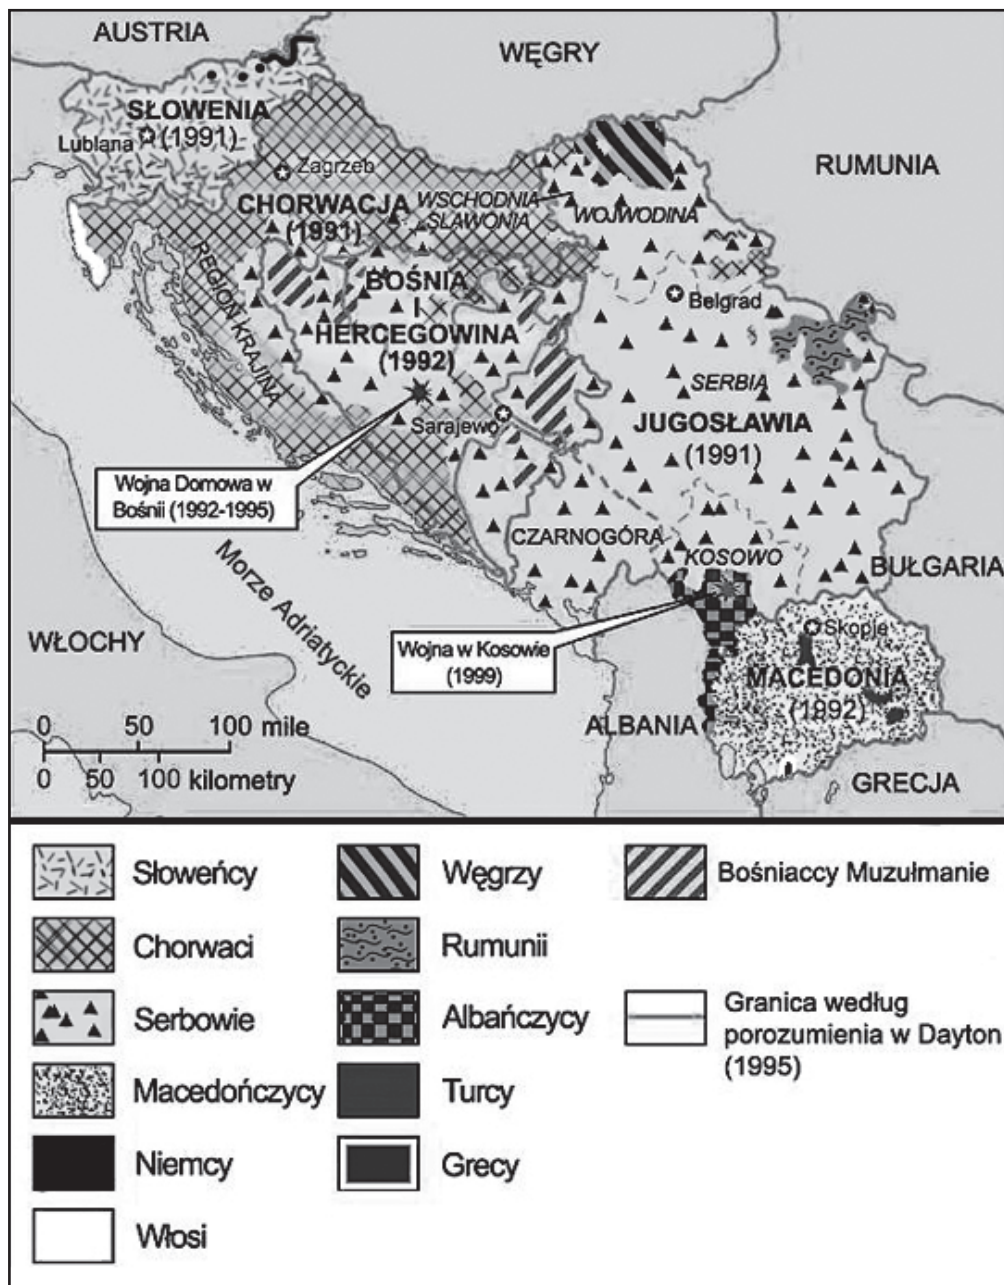 AUSTRIA
WĘGRY
SŁOWENIA
(1991)
Lublana
RUMUNIA
Zagrzeb
CHORWACJA
(1991)
WSCHODNIA
SLAWONIA
WOJWODINA
REGION KRAJINA
BOŚNIA
I
HERCEGOWINA
(1992)
Belgrad
SERBIA
Sarajewo
JUGOSŁAWIA
(1991)
Wojna Domowa w
Bośnii (1992-1995)
CZARNOGÓRA
KOSOWO
BUŁGARIA
Morze Adriatyckie
WŁOCHY
Wojna w Kosowie
(1999)
Skopje
MACEDONIA
(1992)
ALBANIA
GRECJA
0 50 100 mile
0 50 100 kilometry
Słoweńcy
Węgrzy
Bośniaccy Muzułmanie
Chorwaci
Rumunii
Serbowie
Albańczycy
Granica według
porozumienia w Dayton
(1995)
Macedończycy
Turcy
Niemcy
Grecy
Włosi